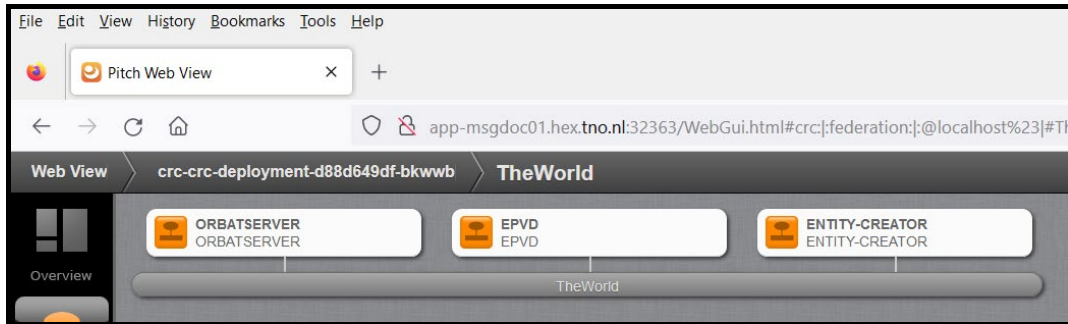 File Edit View History Bookmarks Tools Help
Pitch Web View
app-msgdoc01.hex.tno.nl:32363/WebGui.html#crc:|:federation:|:@localhost%23|#Th
Web View crc-crc-deployment-d88d649df-bkwwb TheWorld
ORBATSERVER EPVD ENTITY-CREATOR
ORBATSERVER EPVD ENTITY-CREATOR
Overview
TheWorld